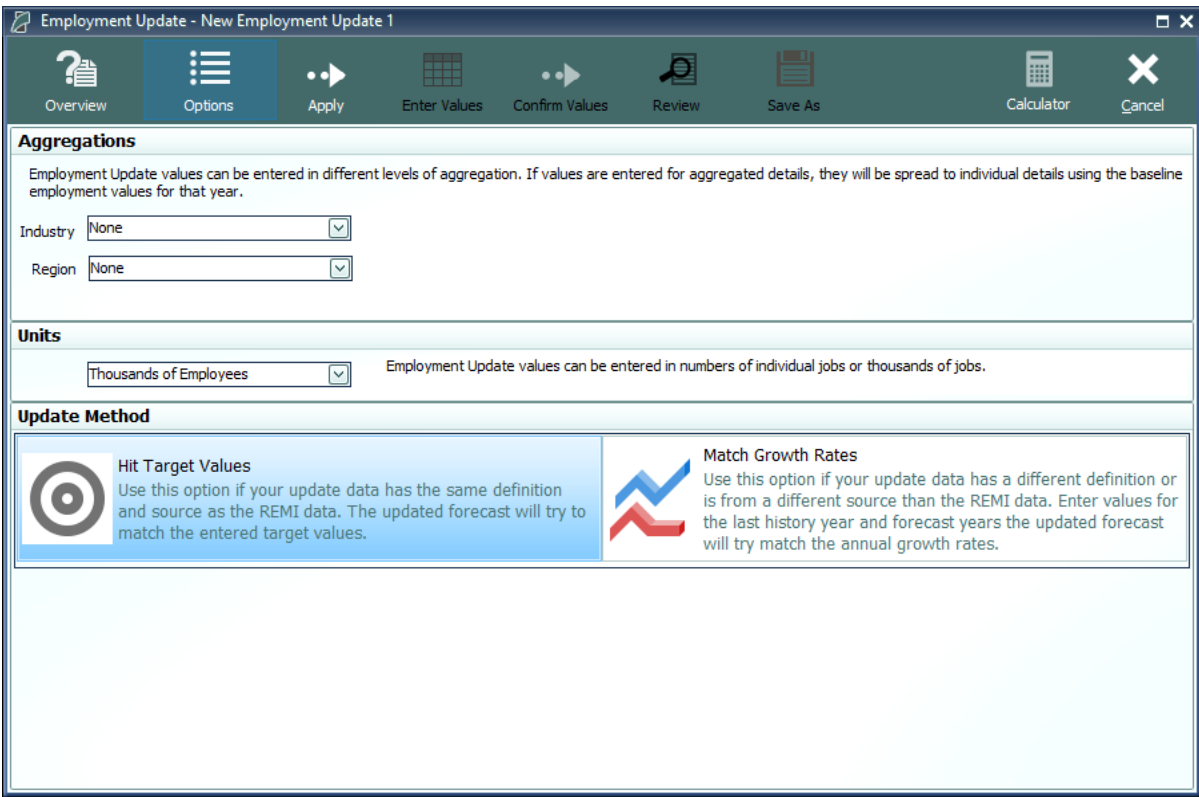 Employment Update - New Employment Update 1
Overview
Options
Apply
Enter Values
Confirm Values
Review
Save As
Calculator
Cancel
Aggregations
Employment Update values can be entered in different levels of aggregation. If values are entered for aggregated details, they will be spread to individual details using the baseline
employment values for that year.
Industry None
Region None
Units
Thousands of Employees
Employment Update values can be entered in numbers of individual jobs or thousands of jobs.
Update Method
Hit Target Values
Use this option if your update data has the same definition
and source as the REMI data. The updated forecast will try to
match the entered target values.
Match Growth Rates
Use this option if your update data has a different definition or
is from a different source than the REMI data. Enter values for
the last history year and forecast years the updated forecast
will try match the annual growth rates.